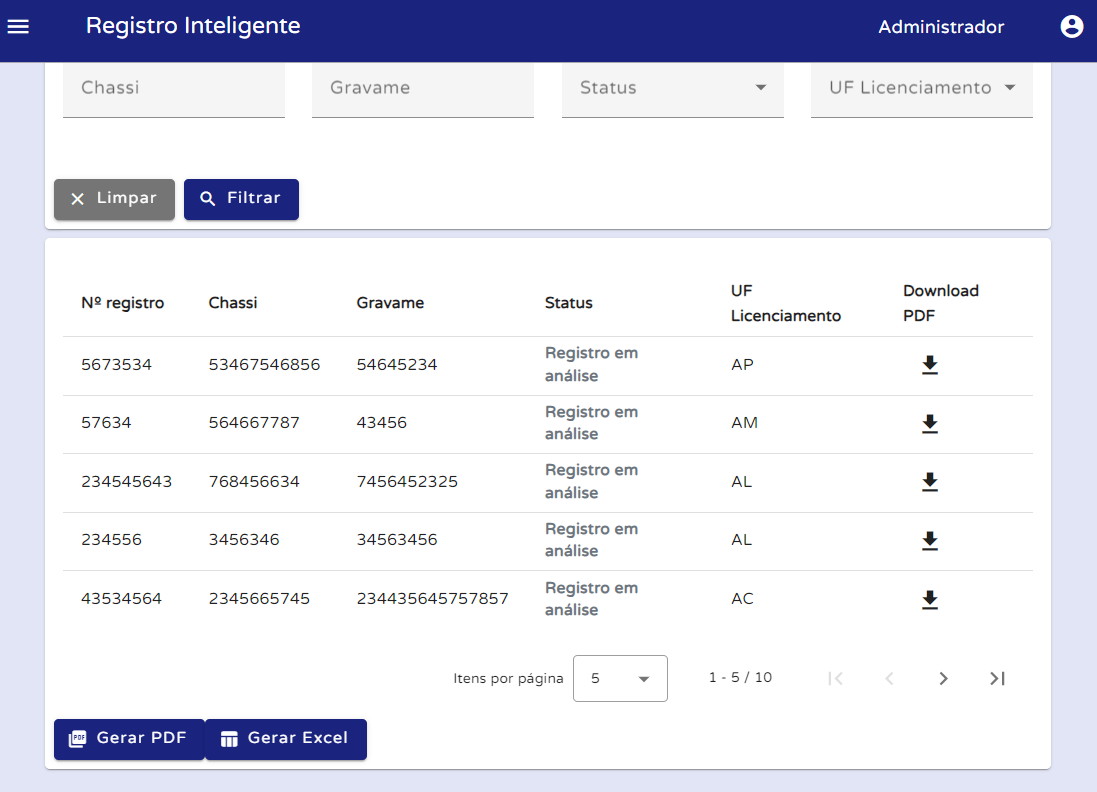 Registro Inteligente
Administrador
Chassi
Gravame
Status
UF Licenciamento
Limpar
Filtrar
Nº registro
Chassi
Gravame
Status
UF
Licenciamento
Download
PDF
5673534
53467546856
54645234
Registro em
análise
AP
57634
564667787
43456
Registro em
análise
AM
234545643
768456634
7456452325
Registro em
análise
AL
234556
3456346
34563456
Registro em
análise
AL
43534564
2345665745
234435645757857
Registro em
análise
AC
Itens por página
5
1 - 5 / 10
PDF
Gerar PDF
Gerar Excel